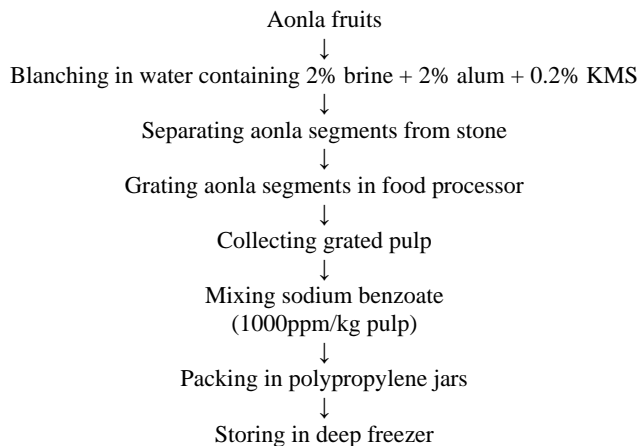 Aonla fruits
↓
Blanching in water containing 2% brine + 2% alum + 0.2% KMS
↓
Separating aonla segments from stone
↓
Grating aonla segments in food processor
↓
Collecting grated pulp
↓
Mixing sodium benzoate
(1000ppm/kg pulp)
↓
Packing in polypropylene jars
↓
Storing in deep freezer